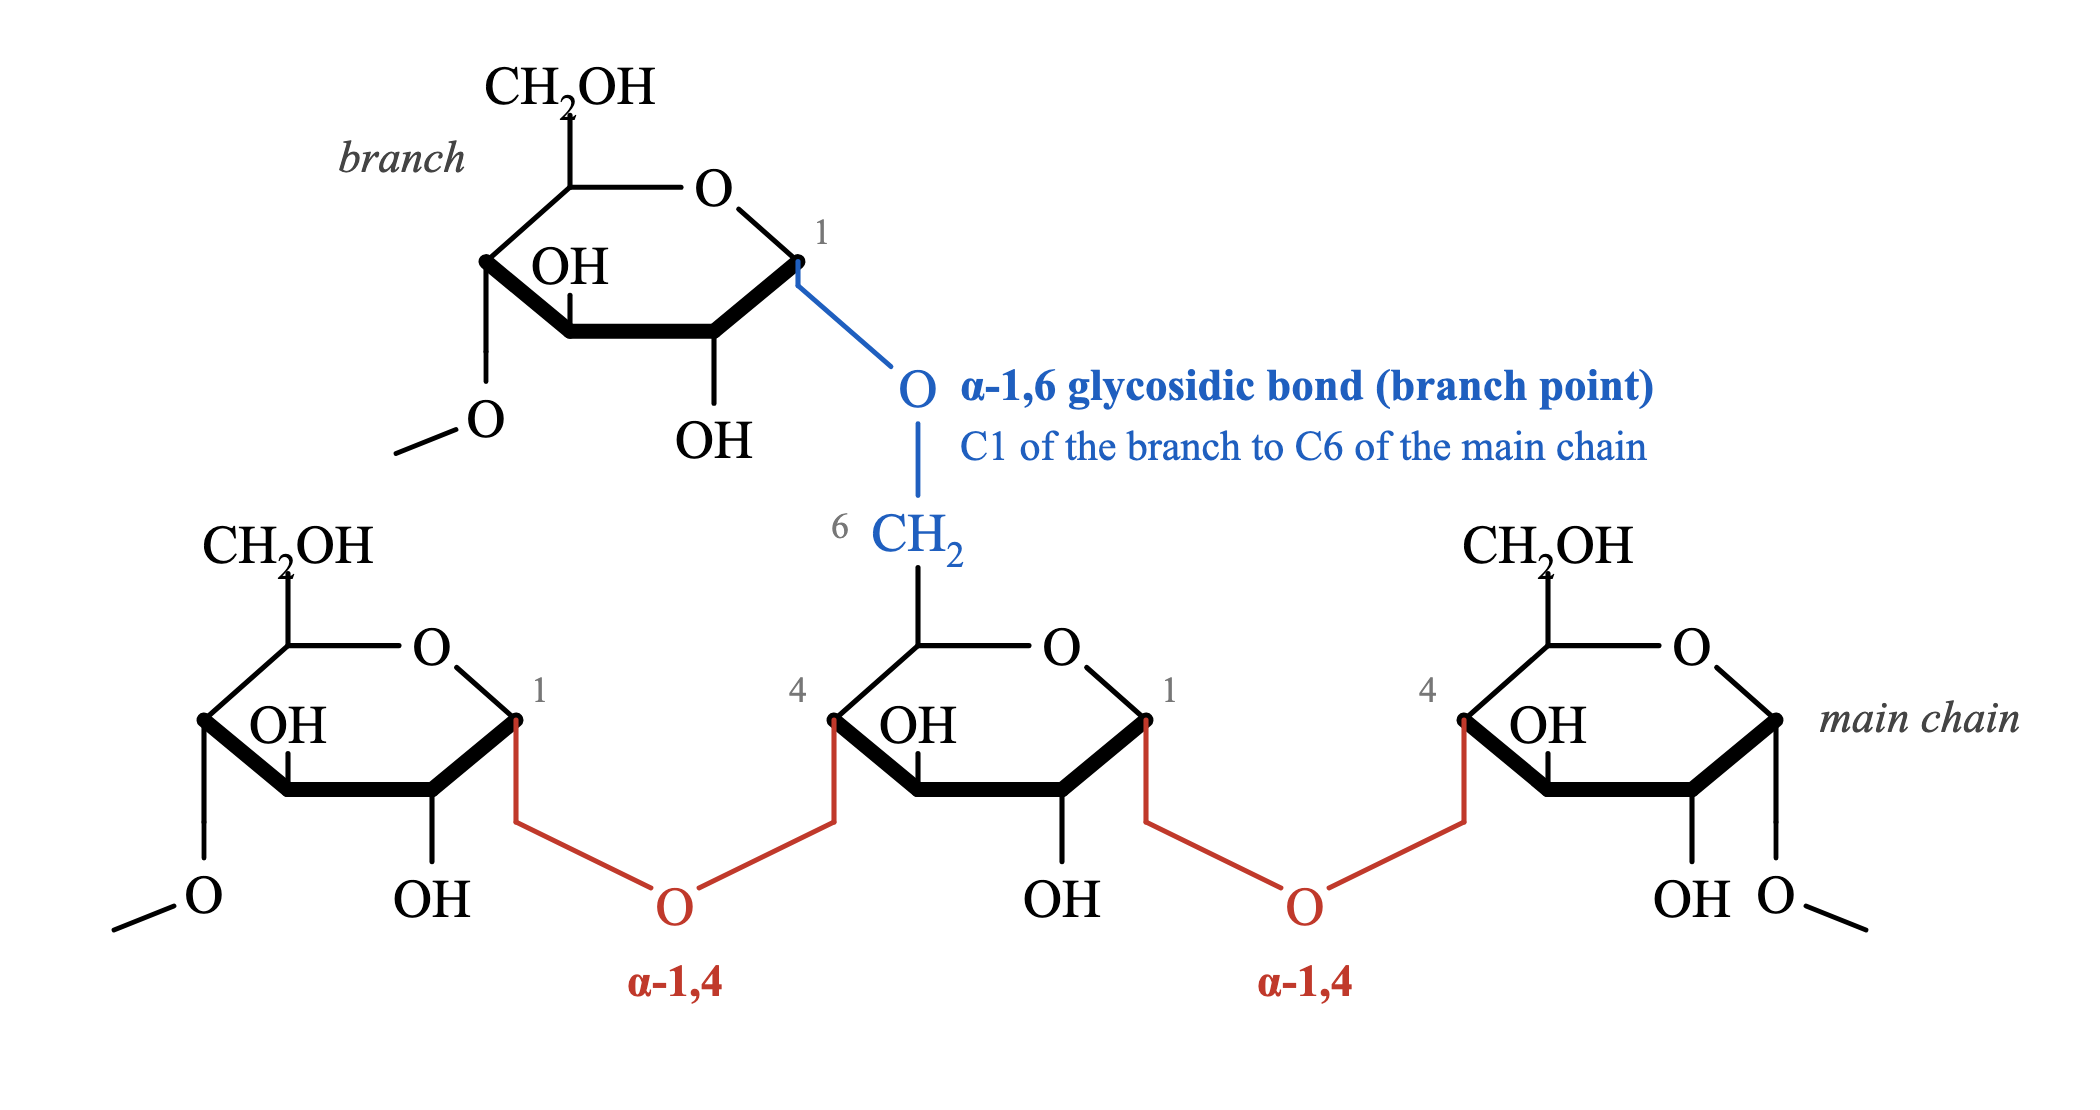 CH₂OH
branch
O
1
OH
O
OH
O
α-1,6 glycosidic bond (branch point)
C1 of the branch to C6 of the main chain
6 CH₂
CH₂OH
CH₂OH
O
1
4
O
1
4
O
OH
OH
OH
main chain
O
OH
O
OH
O
OH
O
α-1,4
α-1,4